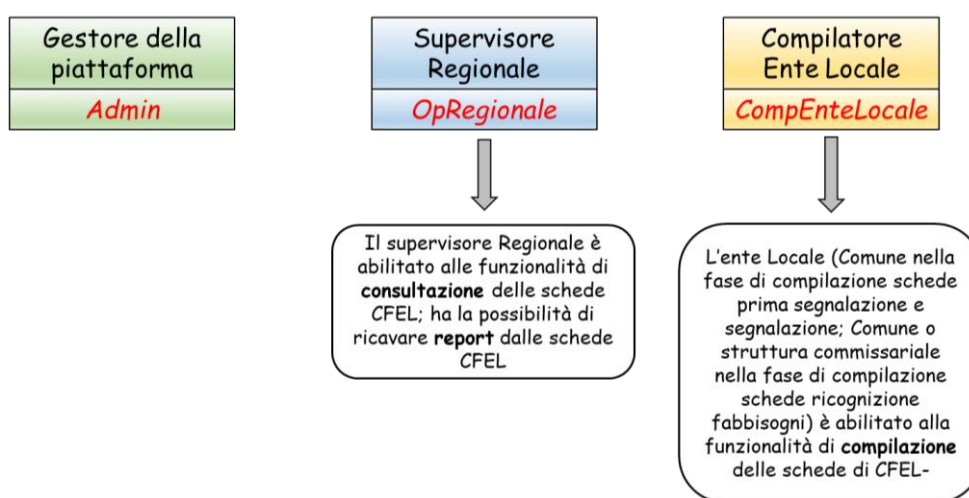 Gestore della
piattaforma
Admin
Supervisore
Regionale
OpRegionale
Compilatore
Ente Locale
CompEnteLocale
Il supervisore Regionale è
abilitato alle funzionalità di
consultazione delle schede
CFEL; ha la possibilità di
ricavare report dalle schede
CFEL
L'ente Locale (Comune nella
fase di compilazione schede
prima segnalazione e
segnalazione; Comune o
struttura commissariale
nella fase di compilazione
schede ricognizione
fabbisogni) è abilitato alla
funzionalità di compilazione
delle schede di CFEL-